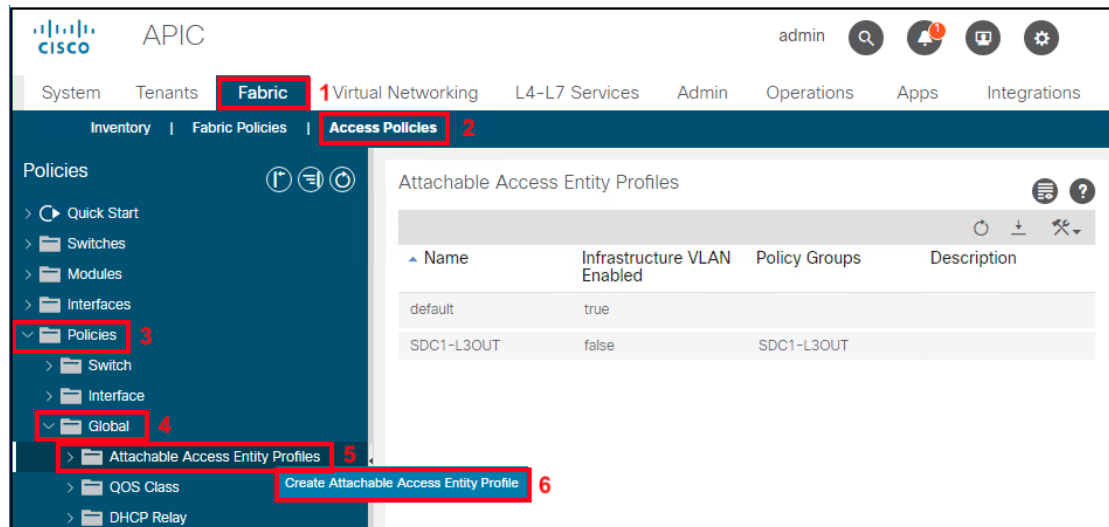 CISCO APIC admin 1
System Tenants Fabric 1 Virtual Networking L4-L7 Services Admin Operations Apps Integrations
Inventory | Fabric Policies | Access Policies 2
Policies
Quick Start
Switches
Modules
Interfaces
Policies 3
Switch
Interface
Global 4
Attachable Access Entity Profiles 5
Create Attachable Access Entity Profile 6
QOS Class
DHCP Relay
Attachable Access Entity Profiles
Name Infrastructure VLAN Enabled Policy Groups Description
default true
SDC1-L3OUT false SDC1-L3OUT